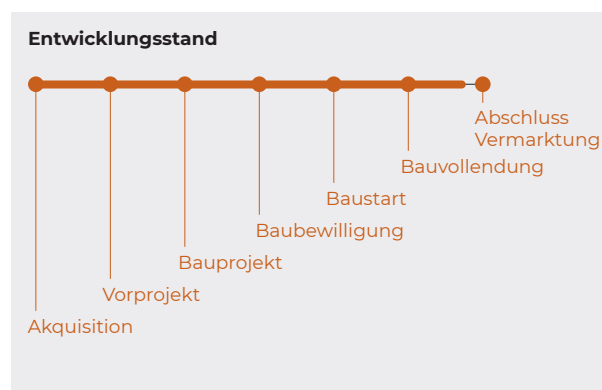 Entwicklungsstand
Abschluss
Vermarktung
Bauvollendung
Baustart
Baubewilligung
Bauprojekt
Vorprojekt
Akquisition